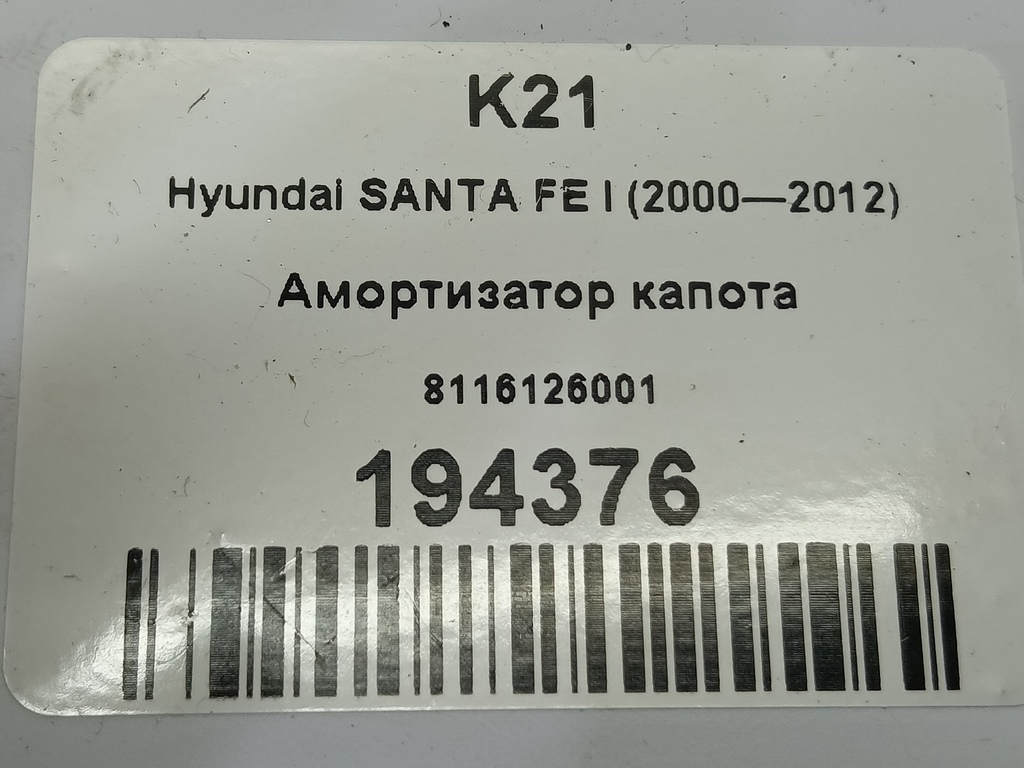 K21
Hyundai SANTA FE I (2000—2012)
Амортизатор капота
8116126001
194376